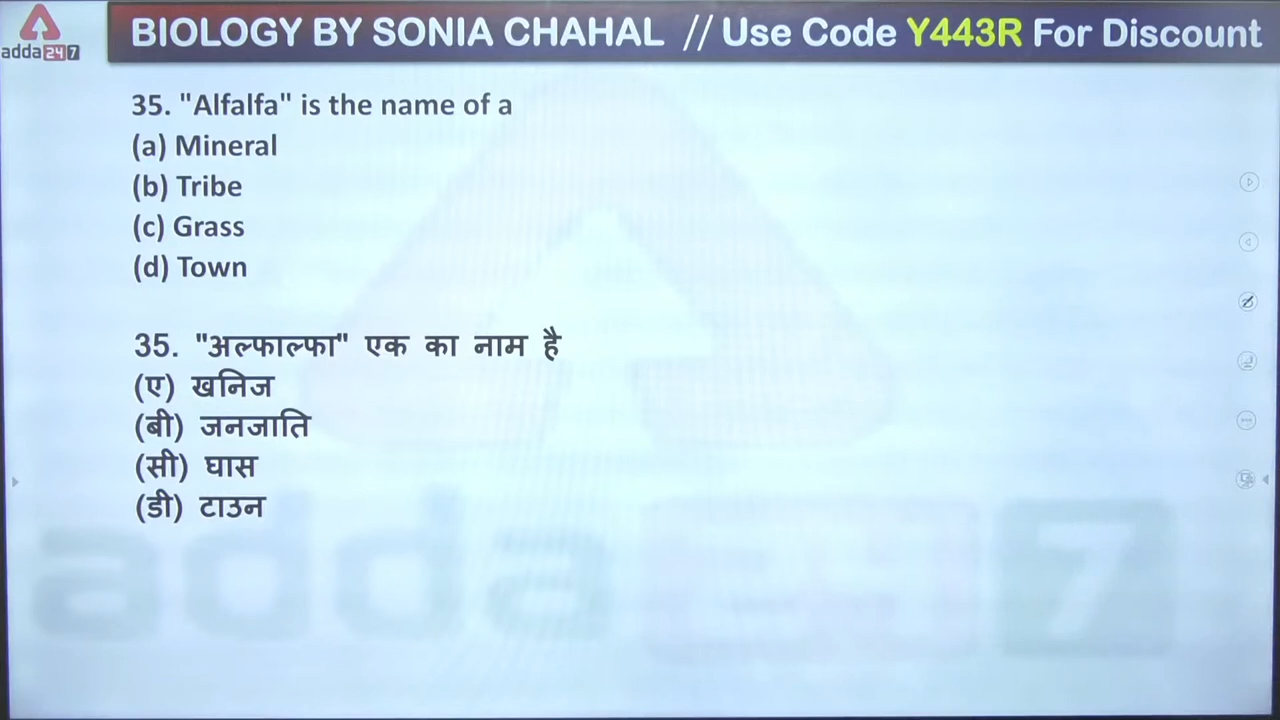 adda247
BIOLOGY BY SONIA CHAHAL // Use Code Y443R For Discount
35. "Alfalfa" is the name of a
(a) Mineral
(b) Tribe
(c) Grass
(d) Town
35. "अल्फाल्फा" एक का नाम है
(ए) खनिज
(बी) जनजाति
(सी) घास
(डी) टाउन
adda247